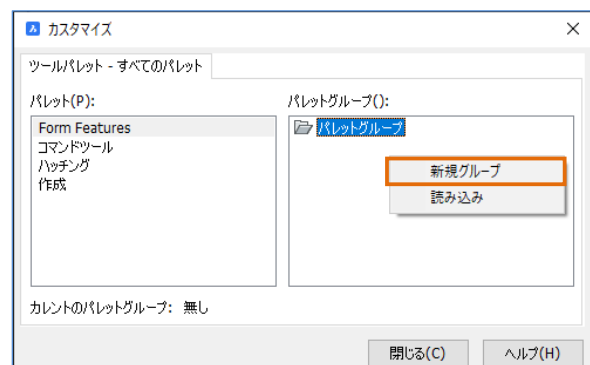 カスタマイズ
ツールパレット - すべてのパレット
パレット(P):
Form Features
コマンドツール
ハッチング
作成
パレットグループ():
パレットグループ
新規グループ
読み込み
カレントのパレットグループ: 無し
閉じる(C)
ヘルプ(H)